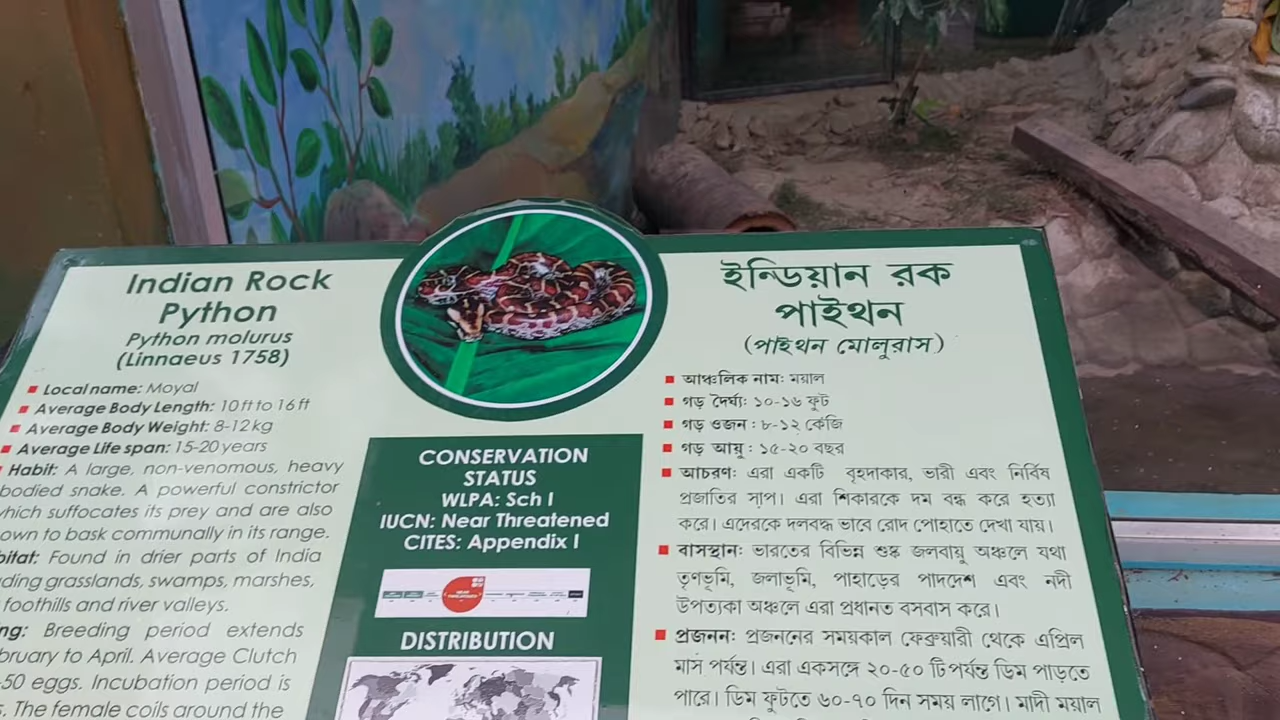 Indian Rock
Python
Python molurus
(Linnaeus 1758)
Local name: Moyal
Average Body Length: 10 ft to 16 ft
Average Body Weight: 8-12 kg
Average Life span: 15-20 years
Habit: A large, non-venomous, heavy
bodied snake. A powerful constrictor
which suffocates its prey and are also
own to bask communally in its range.
bitat: Found in drier parts of India
ding grasslands, swamps, marshes,
foothills and river valleys.
ng: Breeding period extends
bruary to April. Average Clutch
-50 eggs. Incubation period is
s. The female coils around the
CONSERVATION
STATUS
WLPA: Sch I
IUCN: Near Threatened
CITES: Appendix I
DISTRIBUTION
ইন্ডিয়ান রক
পাইথন
(পাইথন মোলুরাস)
আঞ্চলিক নাম: ময়াল
গড় দৈর্ঘ্য: ১০-১৬ ফুট
গড় ওজন : ৮-১২ কেজি
গড় আয়ু : ১৫-২০ বছর
আচরণ: এরা একটি বৃহদাকার, ভারী এবং নির্বিষ
প্রজাতির সাপ। এরা শিকারকে দম বন্ধ করে হত্যা
করে। এদেরকে দলবদ্ধ ভাবে রোদ পোহাতে দেখা যায়।
বাসস্থান: ভারতের বিভিন্ন শুষ্ক জলবায়ু অঞ্চলে যথা
তৃণভূমি, জলাভূমি, পাহাড়ের পাদদেশ এবং নদী
উপত্যকা অঞ্চলে এরা প্রধানত বসবাস করে।
প্রজনন: প্রজননের সময়কাল ফেব্রুয়ারী থেকে এপ্রিল
মাস পর্যন্ত। এরা একসঙ্গে ২০-৫০ টি পর্যন্ত ডিম পাড়তে
পারে। ডিম ফুটতে ৬০-৭০ দিন সময় লাগে। মাদী ময়াল